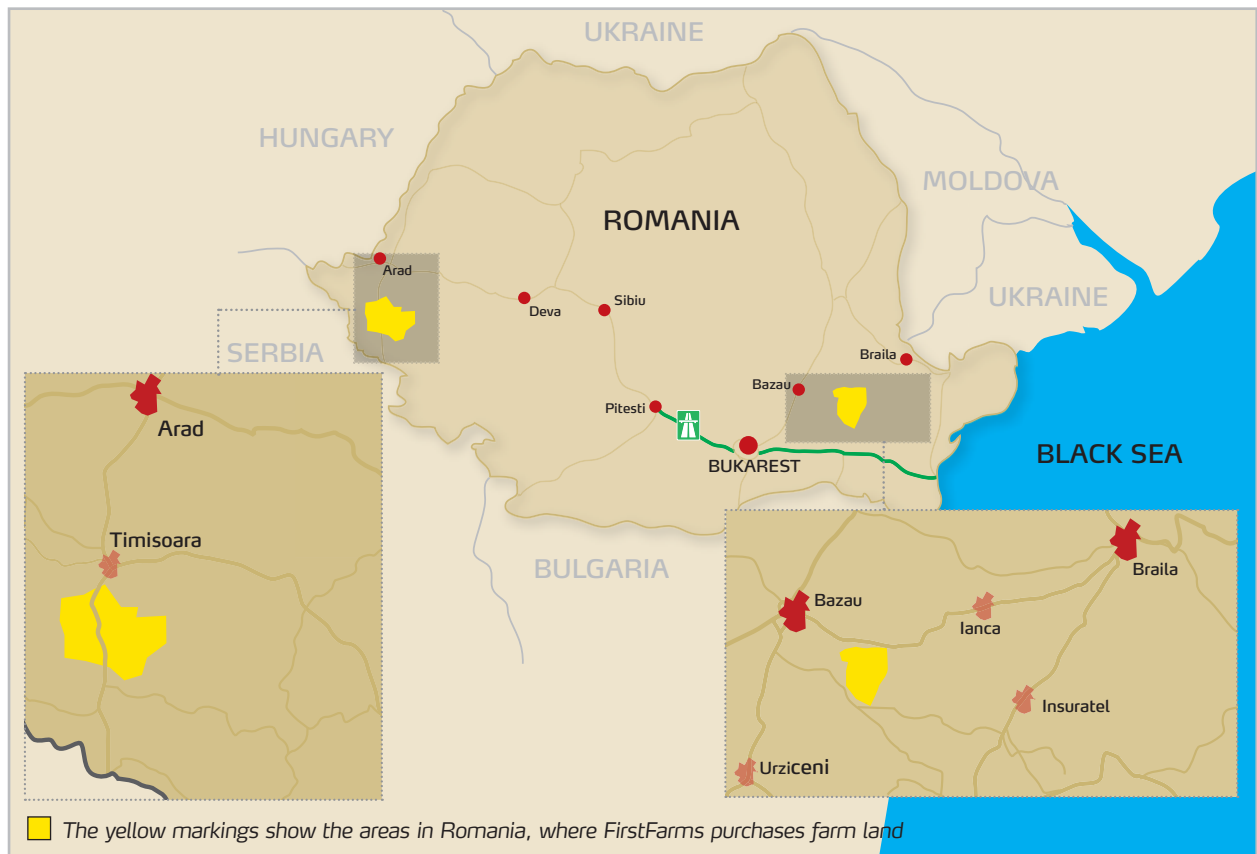 UKRAINE
HUNGARY
MOLDOVA
ROMANIA
Arad
UKRAINE
Deva
Sibiu
SERBIA
Braila
Bazau
Pitesti
BUKAREST
BLACK SEA
BULGARIA
Arad
Timisoara
Braila
Bazau
Ianca
Insuratel
Urziceni
The yellow markings show the areas in Romania, where FirstFarms purchases farm land